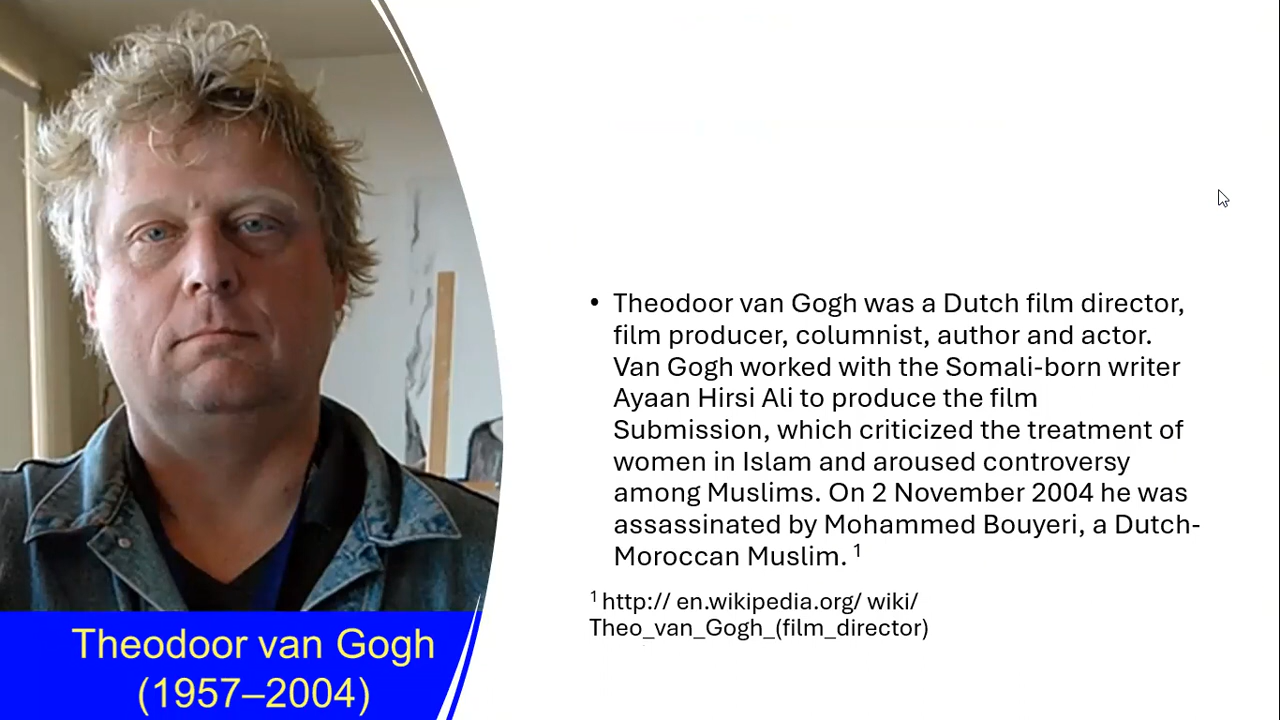 Theodoor van Gogh
(1957–2004)
• Theodoor van Gogh was a Dutch film director,
film producer, columnist, author and actor.
Van Gogh worked with the Somali-born writer
Ayaan Hirsi Ali to produce the film
Submission, which criticized the treatment of
women in Islam and aroused controversy
among Muslims. On 2 November 2004 he was
assassinated by Mohammed Bouyeri, a Dutch-
Moroccan Muslim. ¹
¹ http:// en.wikipedia.org/ wiki/
Theo_van_Gogh_(film_director)